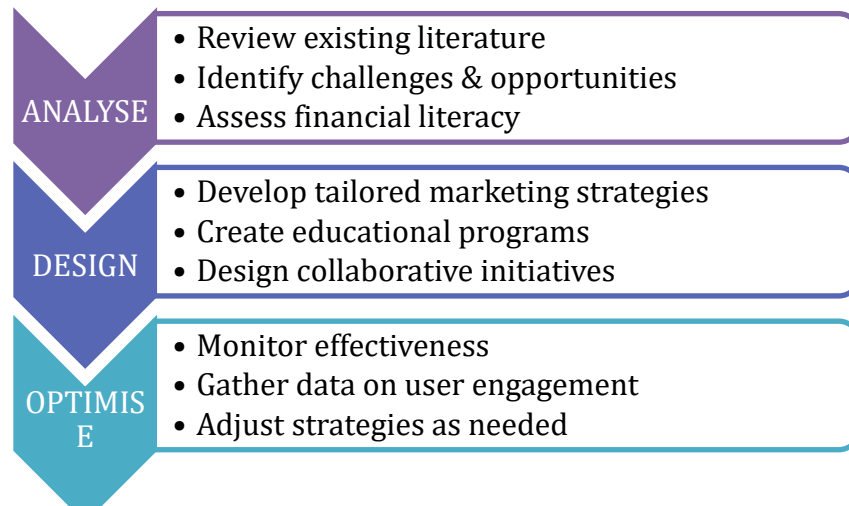 ANALYSE
• Review existing literature
• Identify challenges & opportunities
• Assess financial literacy
DESIGN
• Develop tailored marketing strategies
• Create educational programs
• Design collaborative initiatives
OPTIMIS
E
• Monitor effectiveness
• Gather data on user engagement
• Adjust strategies as needed